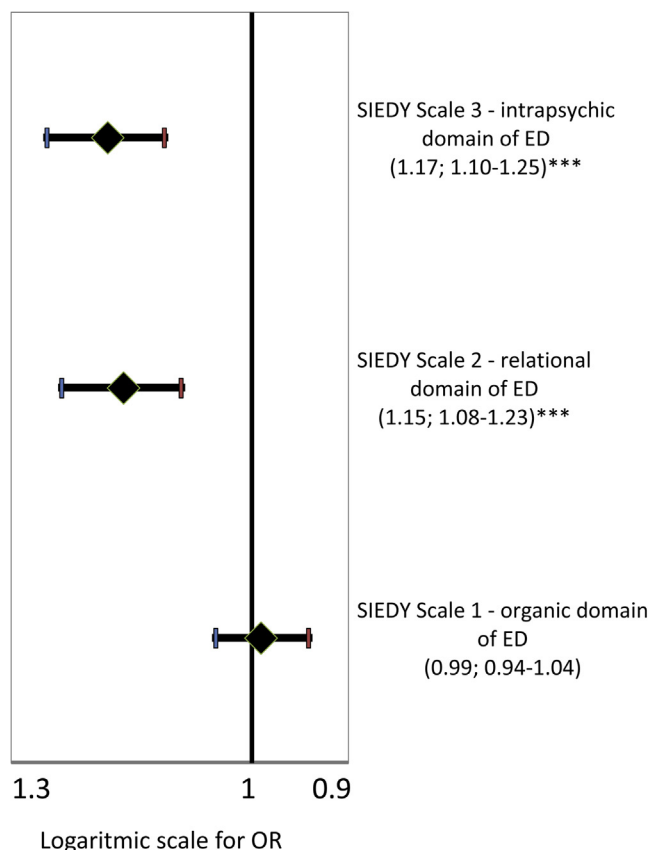 SIEDY Scale 3 - intrapsychic
domain of ED
(1.17; 1.10-1.25)***
SIEDY Scale 2 - relational
domain of ED
(1.15; 1.08-1.23)***
SIEDY Scale 1 - organic domain
of ED
(0.99; 0.94-1.04)
1.3 1 0.9
Logaritmic scale for OR